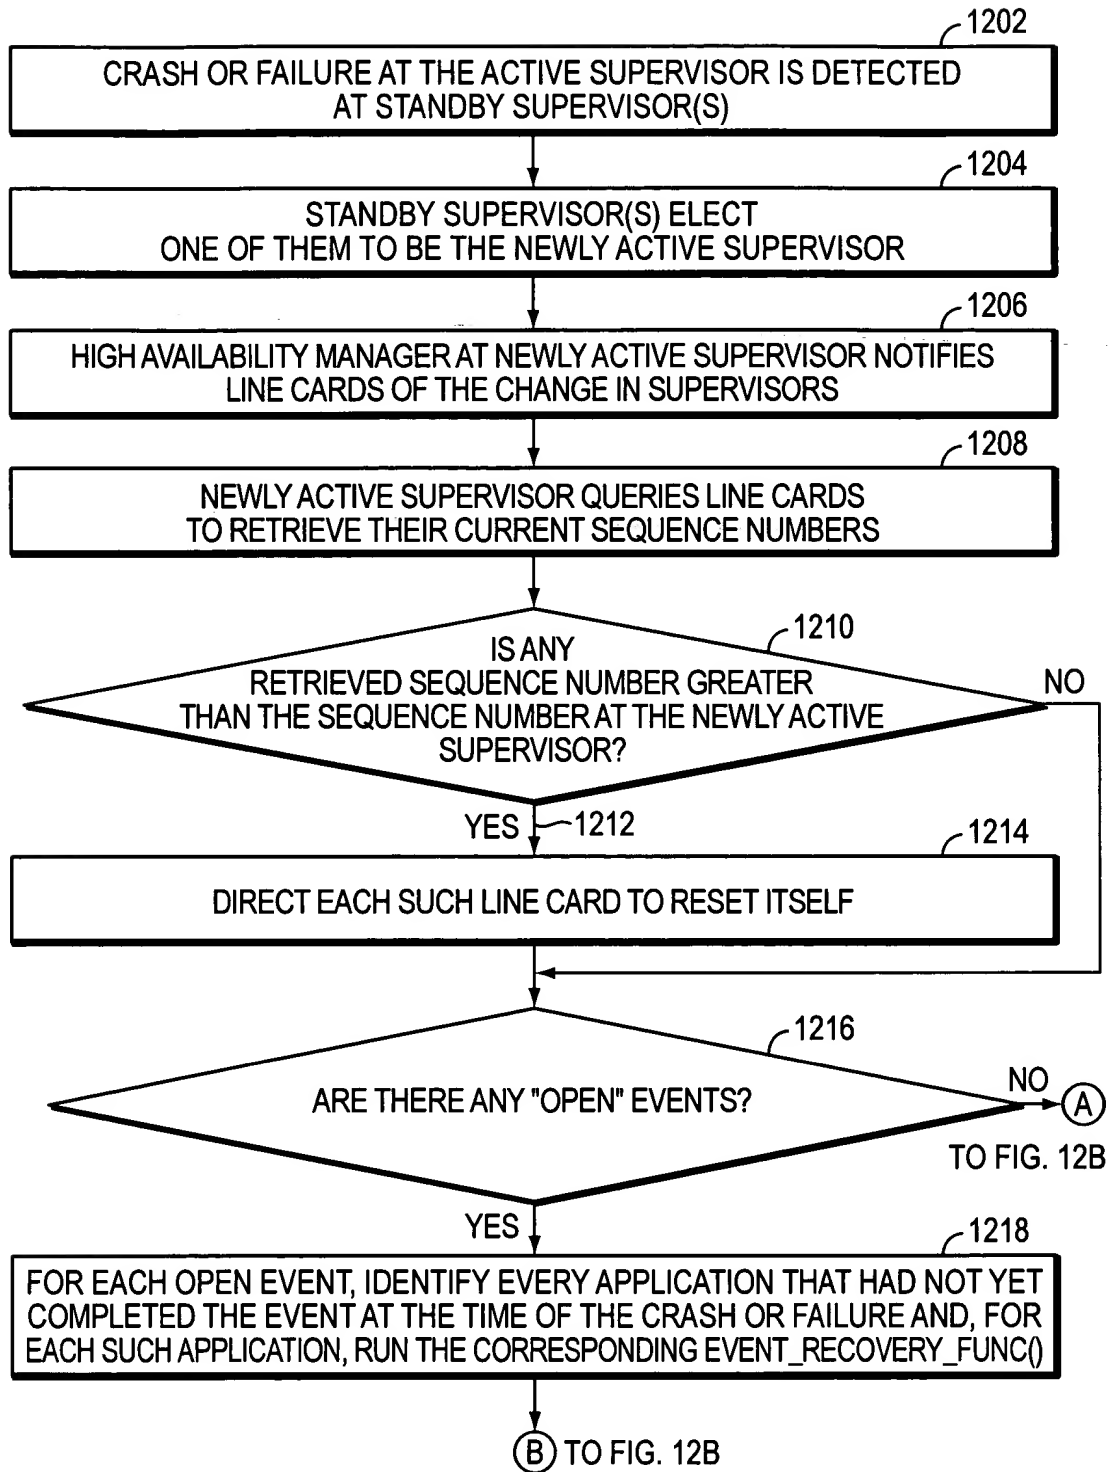 1202
CRASH OR FAILURE AT THE ACTIVE SUPERVISOR IS DETECTED
AT STANDBY SUPERVISOR(S)
1204
STANDBY SUPERVISOR(S) ELECT
ONE OF THEM TO BE THE NEWLY ACTIVE SUPERVISOR
1206
HIGH AVAILABILITY MANAGER AT NEWLY ACTIVE SUPERVISOR NOTIFIES
LINE CARDS OF THE CHANGE IN SUPERVISORS
1208
NEWLY ACTIVE SUPERVISOR QUERIES LINE CARDS
TO RETRIEVE THEIR CURRENT SEQUENCE NUMBERS
1210
IS ANY
RETRIEVED SEQUENCE NUMBER GREATER
THAN THE SEQUENCE NUMBER AT THE NEWLY ACTIVE
SUPERVISOR?
NO
YES
1212
1214
DIRECT EACH SUCH LINE CARD TO RESET ITSELF
1216
ARE THERE ANY "OPEN" EVENTS?
NO
A
TO FIG. 12B
YES
1218
FOR EACH OPEN EVENT, IDENTIFY EVERY APPLICATION THAT HAD NOT YET
COMPLETED THE EVENT AT THE TIME OF THE CRASH OR FAILURE AND, FOR
EACH SUCH APPLICATION, RUN THE CORRESPONDING EVENT_RECOVERY_FUNC()
B TO FIG. 12B